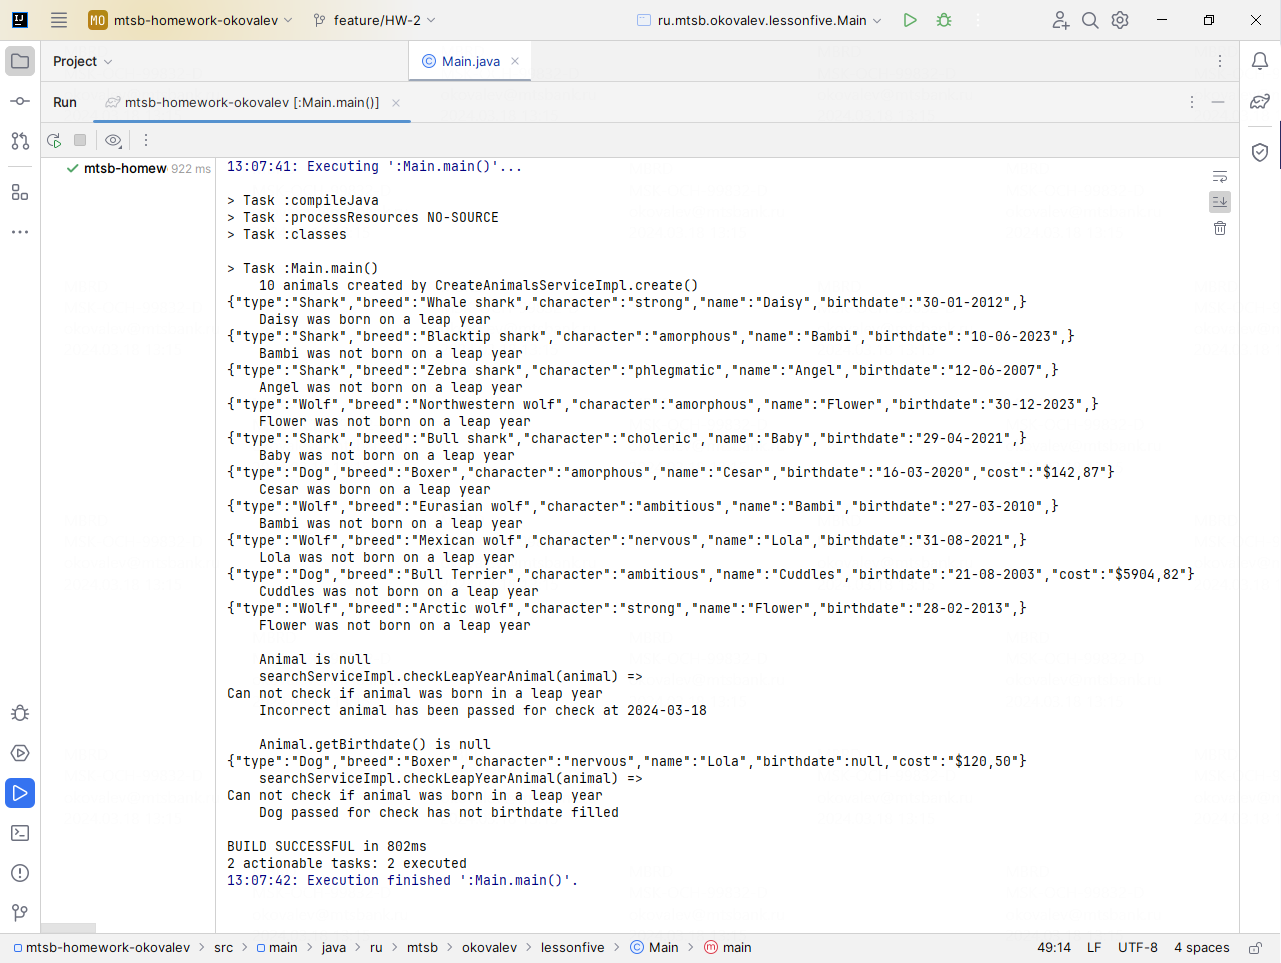 MO mtsb-homework-okovalev feature/HW-2 ru.mtsb.okovalev.lessonfive.Main
Project Main.java
Run mtsb-homework-okovalev [:Main.main()]
mtsb-homew 922 ms
13:07:41: Executing ':Main.main()'...
> Task :compileJava
> Task :processResources NO-SOURCE
> Task :classes
> Task :Main.main()
10 animals created by CreateAnimalsServiceImpl.create()
{"type":"Shark","breed":"Whale shark","character":"strong","name":"Daisy","birthdate":"30-01-2012",}
Daisy was born on a leap year
{"type":"Shark","breed":"Blacktip shark","character":"amorphous","name":"Bambi","birthdate":"10-06-2023",}
Bambi was not born on a leap year
{"type":"Shark","breed":"Zebra shark","character":"phlegmatic","name":"Angel","birthdate":"12-06-2007",}
Angel was not born on a leap year
{"type":"Wolf","breed":"Northwestern wolf","character":"amorphous","name":"Flower","birthdate":"30-12-2023",}
Flower was not born on a leap year
{"type":"Shark","breed":"Bull shark","character":"choleric","name":"Baby","birthdate":"29-04-2021",}
Baby was not born on a leap year
{"type":"Dog","breed":"Boxer","character":"amorphous","name":"Cesar","birthdate":"16-03-2020","cost":"$142,87"}
Cesar was born on a leap year
{"type":"Wolf","breed":"Eurasian wolf","character":"ambitious","name":"Bambi","birthdate":"27-03-2010",}
Bambi was not born on a leap year
{"type":"Wolf","breed":"Mexican wolf","character":"nervous","name":"Lola","birthdate":"31-08-2021",}
Lola was not born on a leap year
{"type":"Dog","breed":"Bull Terrier","character":"ambitious","name":"Cuddles","birthdate":"21-08-2003","cost":"$5904,82"}
Cuddles was not born on a leap year
{"type":"Wolf","breed":"Arctic wolf","character":"strong","name":"Flower","birthdate":"28-02-2013",}
Flower was not born on a leap year
Animal is null
searchServiceImpl.checkLeapYearAnimal(animal) =>
Can not check if animal was born in a leap year
Incorrect animal has been passed for check at 2024-03-18
Animal.getBirthdate() is null
{"type":"Dog","breed":"Boxer","character":"nervous","name":"Lola","birthdate":null,"cost":"$120,50"}
searchServiceImpl.checkLeapYearAnimal(animal) =>
Can not check if animal was born in a leap year
Dog passed for check has not birthdate filled
BUILD SUCCESSFUL in 802ms
2 actionable tasks: 2 executed
13:07:42: Execution finished ':Main.main()'.
mtsb-homework-okovalev > src > main > java > ru > mtsb > okovalev > lessonfive > Main > main 49:14 LF UTF-8 4 spaces